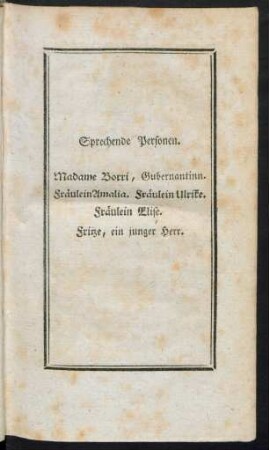 Sprechende Personen.
Madame Borri, Gubernantinn.
Fräulein Amalia. Fräulein Ulrike.
Fräulein Elise.
Fritze, ein junger Herr.